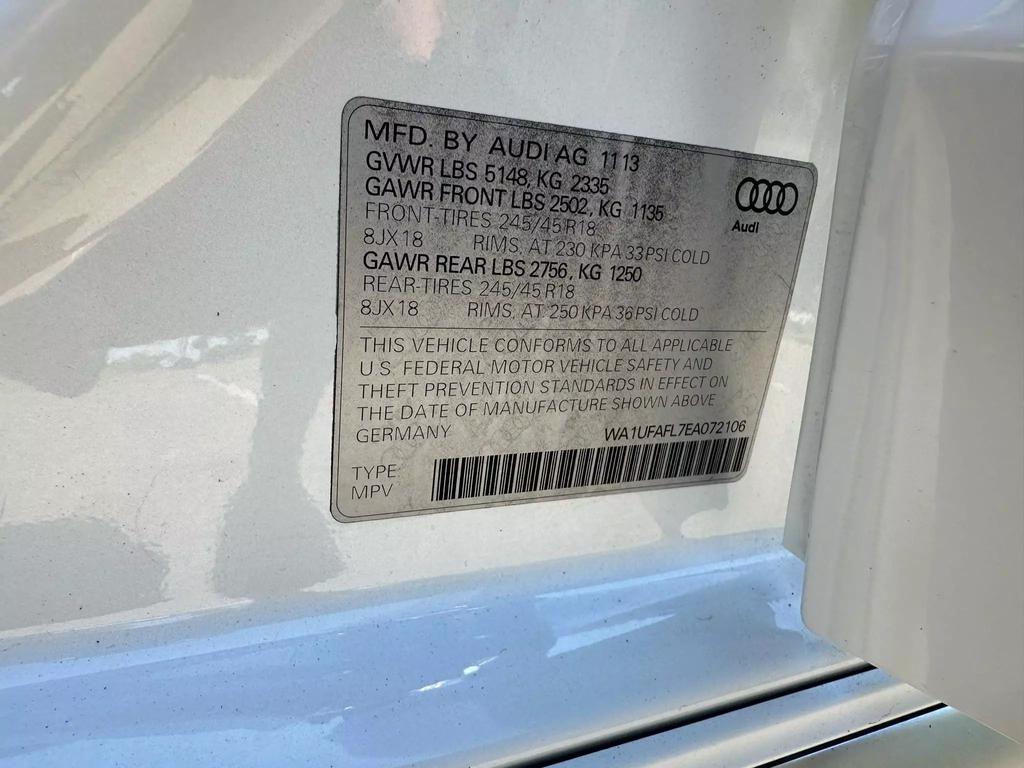 MFD. BY AUDI AG 11 13
GVWR LBS 5148, KG 2335
GAWR FRONT LBS 2502, KG 1135
FRONT-TIRES 245/45 R18
8JX18 RIMS, AT 230 KPA 33 PSI COLD
GAWR REAR LBS 2756, KG 1250
REAR-TIRES 245/45 R18
8JX18 RIMS, AT 250 KPA 36 PSI COLD
Audi
THIS VEHICLE CONFORMS TO ALL APPLICABLE
U.S. FEDERAL MOTOR VEHICLE SAFETY AND
THEFT PREVENTION STANDARDS IN EFFECT ON
THE DATE OF MANUFACTURE SHOWN ABOVE
GERMANY WA1UFAFL7EA072106
TYPE:
MPV